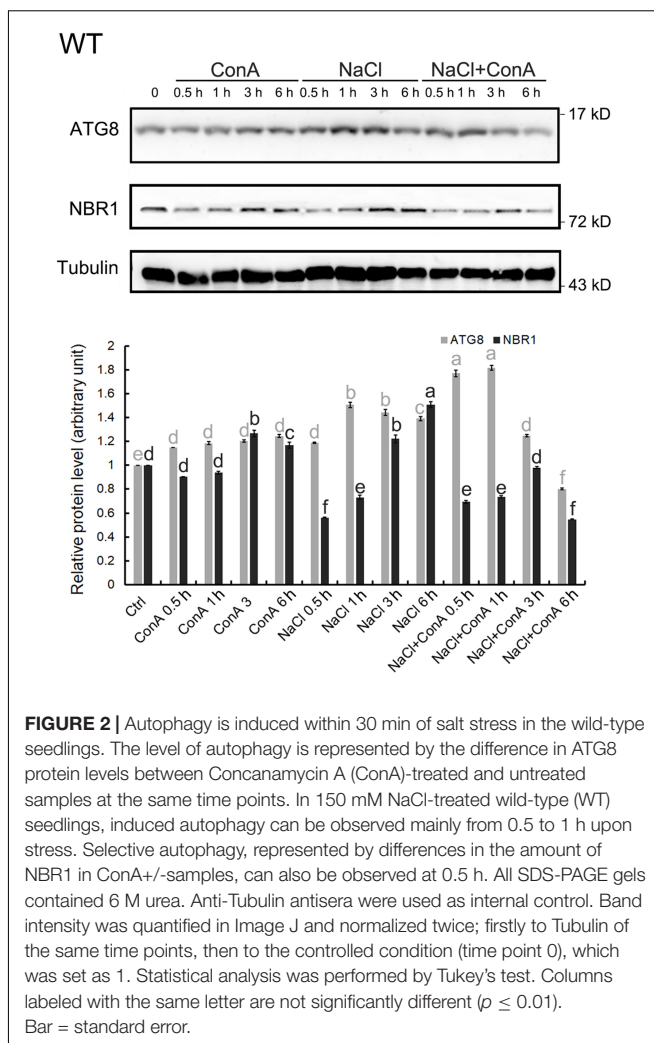 WT
ConA NaCl NaCl+ConA
0 0.5 h 1 h 3 h 6 h 0.5 h 1 h 3 h 6 h 0.5 h 1 h 3 h 6 h
17 kD
ATG8
NBR1
72 kD
Tubulin
43 kD
ATG8 NBR1
Relative protein level (arbitrary unit)
2
1.8
1.6
1.4
1.2
1
0.8
0.6
0.4
0.2
0
e d d d d b d c d f b e b c a a e a e d f f
Ctrl
ConA 0.5 h
ConA 1 h
ConA 3
ConA 6 h
NaCl 0.5 h
NaCl 1 h
NaCl 3 h
NaCl 6 h
NaCl+ConA 0.5 h
NaCl+ConA 1 h
NaCl+ConA 3 h
NaCl+ConA 6 h
FIGURE 2 | Autophagy is induced within 30 min of salt stress in the wild-type
seedlings. The level of autophagy is represented by the difference in ATG8
protein levels between Concanamycin A (ConA)-treated and untreated
samples at the same time points. In 150 mM NaCl-treated wild-type (WT)
seedlings, induced autophagy can be observed mainly from 0.5 to 1 h upon
stress. Selective autophagy, represented by differences in the amount of
NBR1 in ConA+/-samples, can also be observed at 0.5 h. All SDS-PAGE gels
contained 6 M urea. Anti-Tubulin antisera were used as internal control. Band
intensity was quantified in Image J and normalized twice; firstly to Tubulin of
the same time points, then to the controlled condition (time point 0), which
was set as 1. Statistical analysis was performed by Tukey's test. Columns
labeled with the same letter are not significantly different (p ≤ 0.01).
Bar = standard error.